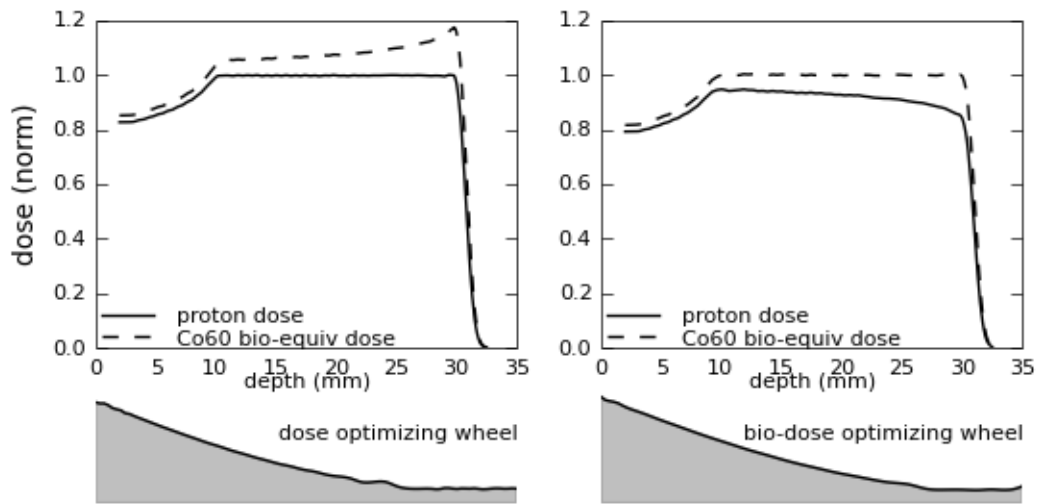 1.2
1.0
0.8
0.6
0.4
0.2
0.0
dose (norm)
proton dose
Co60 bio-equiv dose
0 5 10 15 20 25 30 35
depth (mm)
dose optimizing wheel
1.2
1.0
0.8
0.6
0.4
0.2
0.0
proton dose
Co60 bio-equiv dose
0 5 10 15 20 25 30 35
depth (mm)
bio-dose optimizing wheel